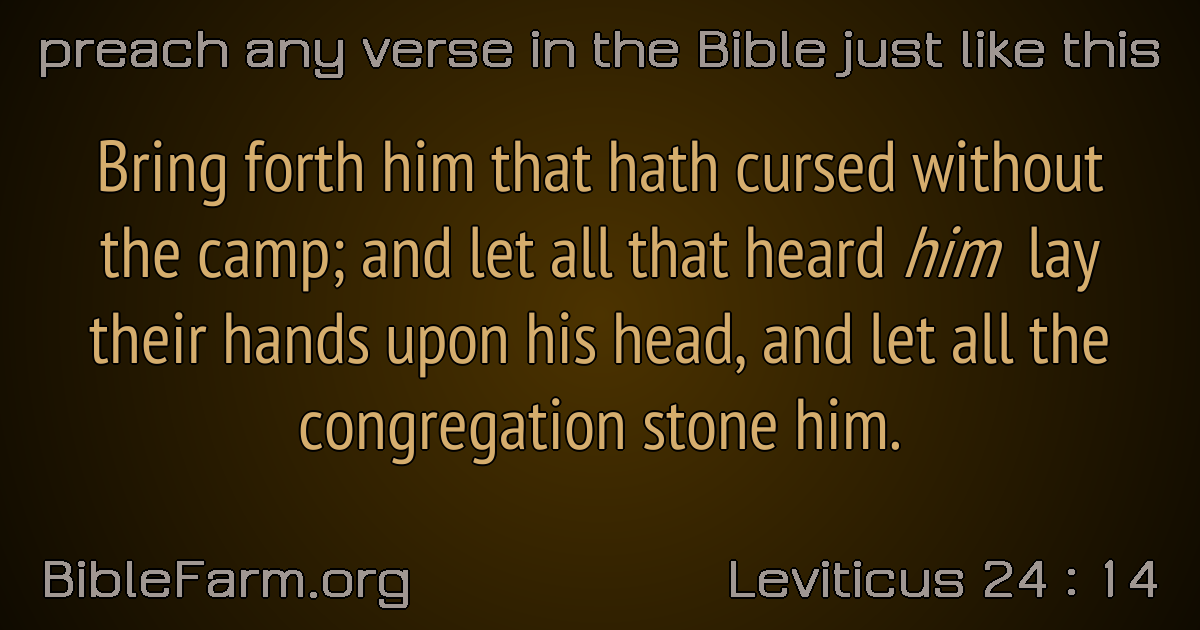 preach any verse in the Bible just like this
Bring forth him that hath cursed without
the camp; and let all that heard him lay
their hands upon his head, and let all the
congregation stone him.
BibleFarm.org
Leviticus 24 : 14